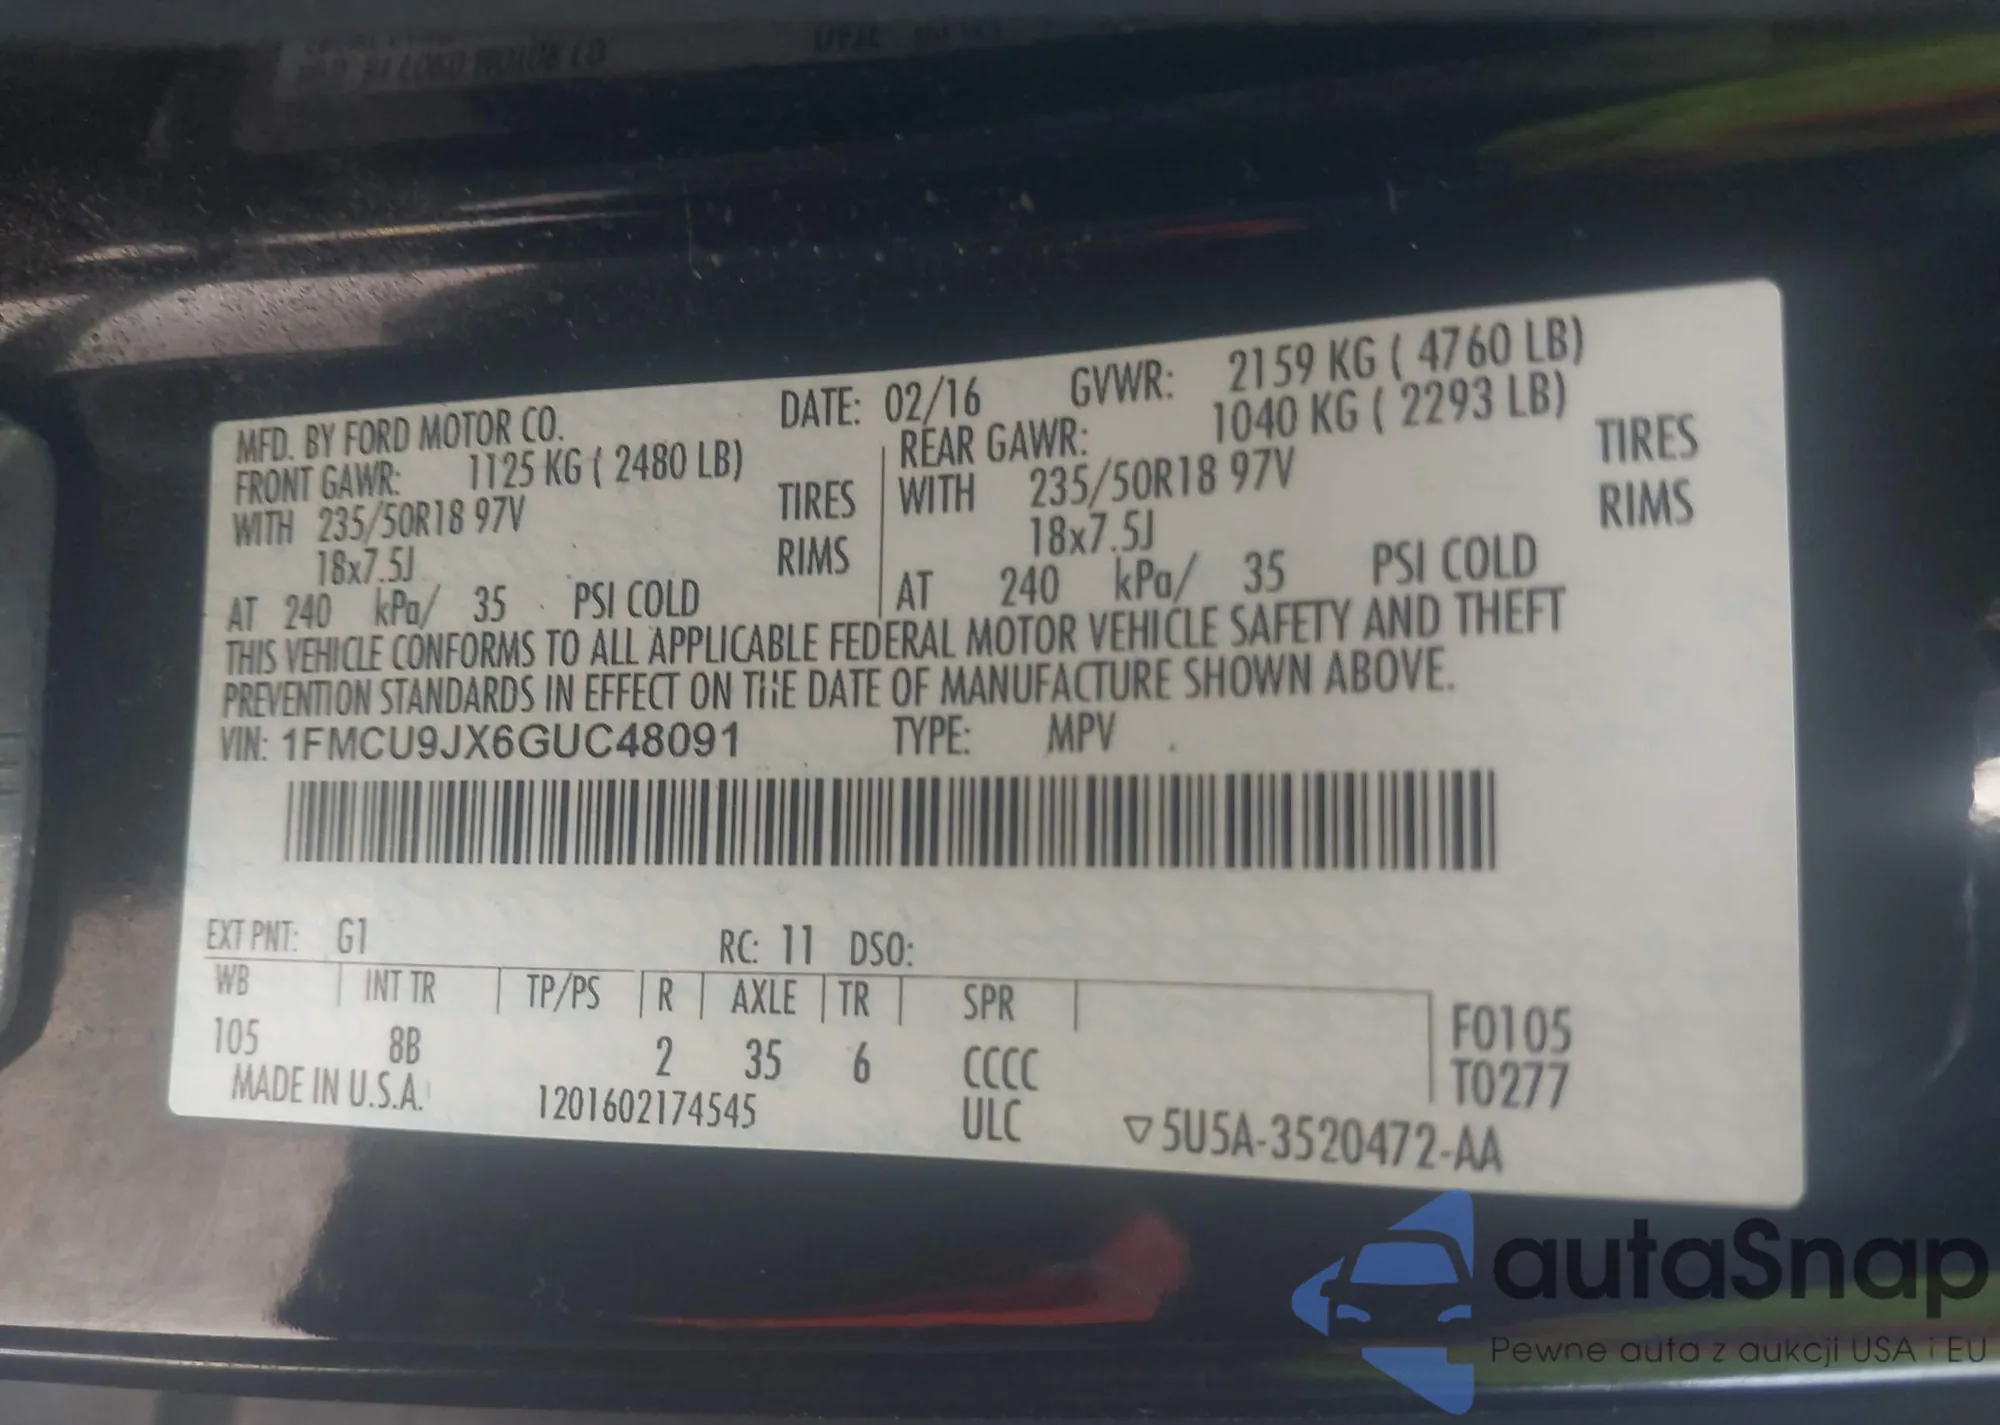 MFD. BY FORD MOTOR CO. DATE: 02/16 GVWR: 2159 KG ( 4760 LB)
FRONT GAWR: 1125 KG ( 2480 LB)
WITH 235/50R18 97V TIRES
18x7.5J RIMS
AT 240 kPa/ 35 PSI COLD
REAR GAWR: 1040 KG ( 2293 LB)
WITH 235/50R18 97V TIRES
18x7.5J RIMS
AT 240 kPa/ 35 PSI COLD
THIS VEHICLE CONFORMS TO ALL APPLICABLE FEDERAL MOTOR VEHICLE SAFETY AND THEFT
PREVENTION STANDARDS IN EFFECT ON THE DATE OF MANUFACTURE SHOWN ABOVE.
VIN: 1FMCU9JX6GUC48091 TYPE: MPV
EXT PNT: G1 RC: 11 DSO:
WB INT TR TP/PS R AXLE TR SPR
105 8B 2 35 6 CCCC
F0105
T0277
MADE IN U.S.A. 1201602174545 ULC ▽5U5A-3520472-AA
autaSnap
Pewne auta z aukcji USA i EU